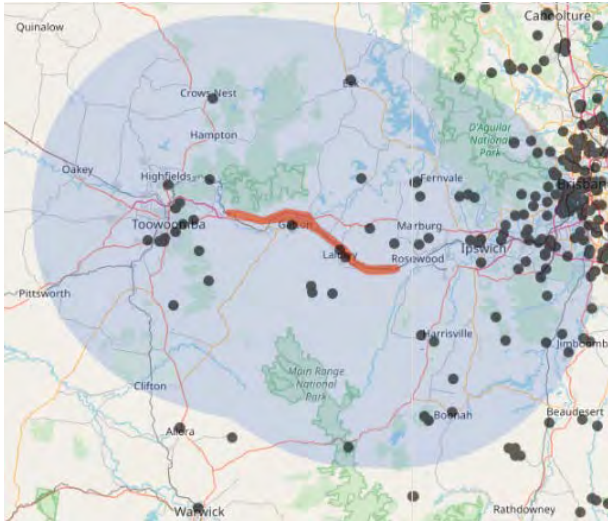 Caboolture
Quinalow
Crows Nest
Hampton
D'Aguilar
National
Park
Oakey
Highfields
Fernvale
Brisbane
Toowoomba
Gatton
Marburg
Ipswich
Laidley
Rosewood
Pittsworth
Harrisville
Jimboomba
Main Range
National
Park
Clifton
Boonah
Beaudesert
Allora
Warwick
Rathdowney